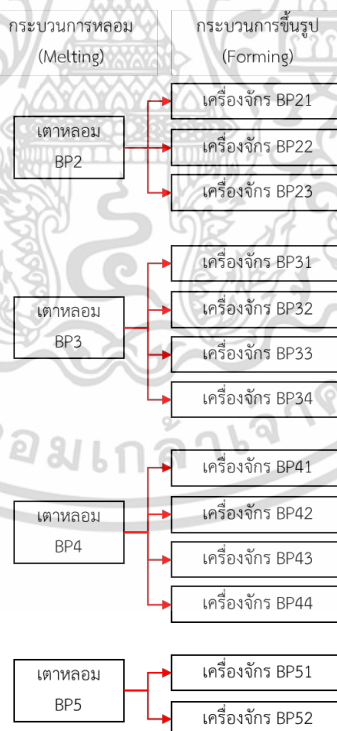 กระบวนการหลอม
(Melting)
กระบวนการขึ้นรูป
(Forming)
เตาหลอม
BP2
เครื่องจักร BP21
เครื่องจักร BP22
เครื่องจักร BP23
เตาหลอม
BP3
เครื่องจักร BP31
เครื่องจักร BP32
เครื่องจักร BP33
เครื่องจักร BP34
เตาหลอม
BP4
เครื่องจักร BP41
เครื่องจักร BP42
เครื่องจักร BP43
เครื่องจักร BP44
เตาหลอม
BP5
เครื่องจักร BP51
เครื่องจักร BP52